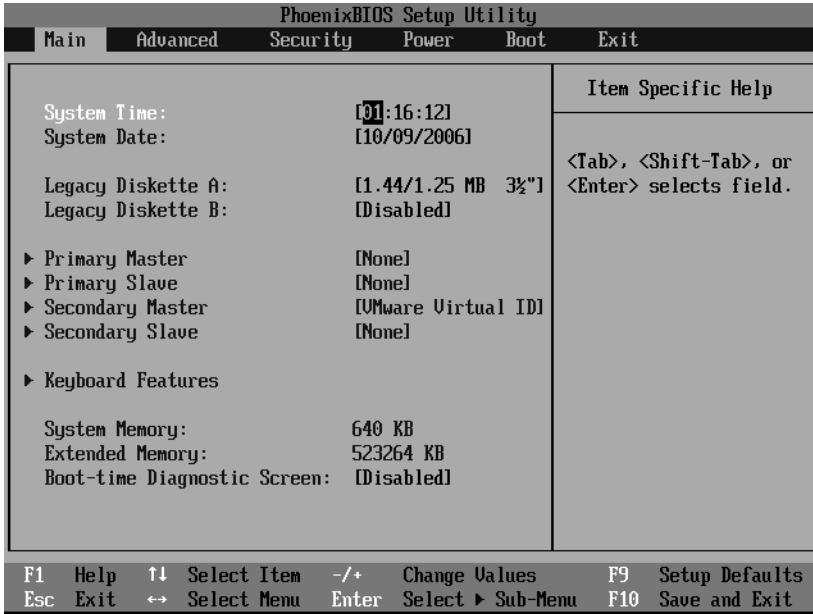 PhoenixBIOS Setup Utility
Main Advanced Security Power Boot Exit
Item Specific Help
System Time: [01:16:12]
System Date: [10/09/2006]
<Tab>, <Shift-Tab>, or
<Enter> selects field.
Legacy Diskette A: [1.44/1.25 MB 3½"]
Legacy Diskette B: [Disabled]
▶ Primary Master [None]
▶ Primary Slave [None]
▶ Secondary Master [VMware Virtual ID]
▶ Secondary Slave [None]
▶ Keyboard Features
System Memory: 640 KB
Extended Memory: 523264 KB
Boot-time Diagnostic Screen: [Disabled]
F1 Help ↑↓ Select Item -/+ Change Values F9 Setup Defaults
Esc Exit ↔ Select Menu Enter Select ▶ Sub-Menu F10 Save and Exit